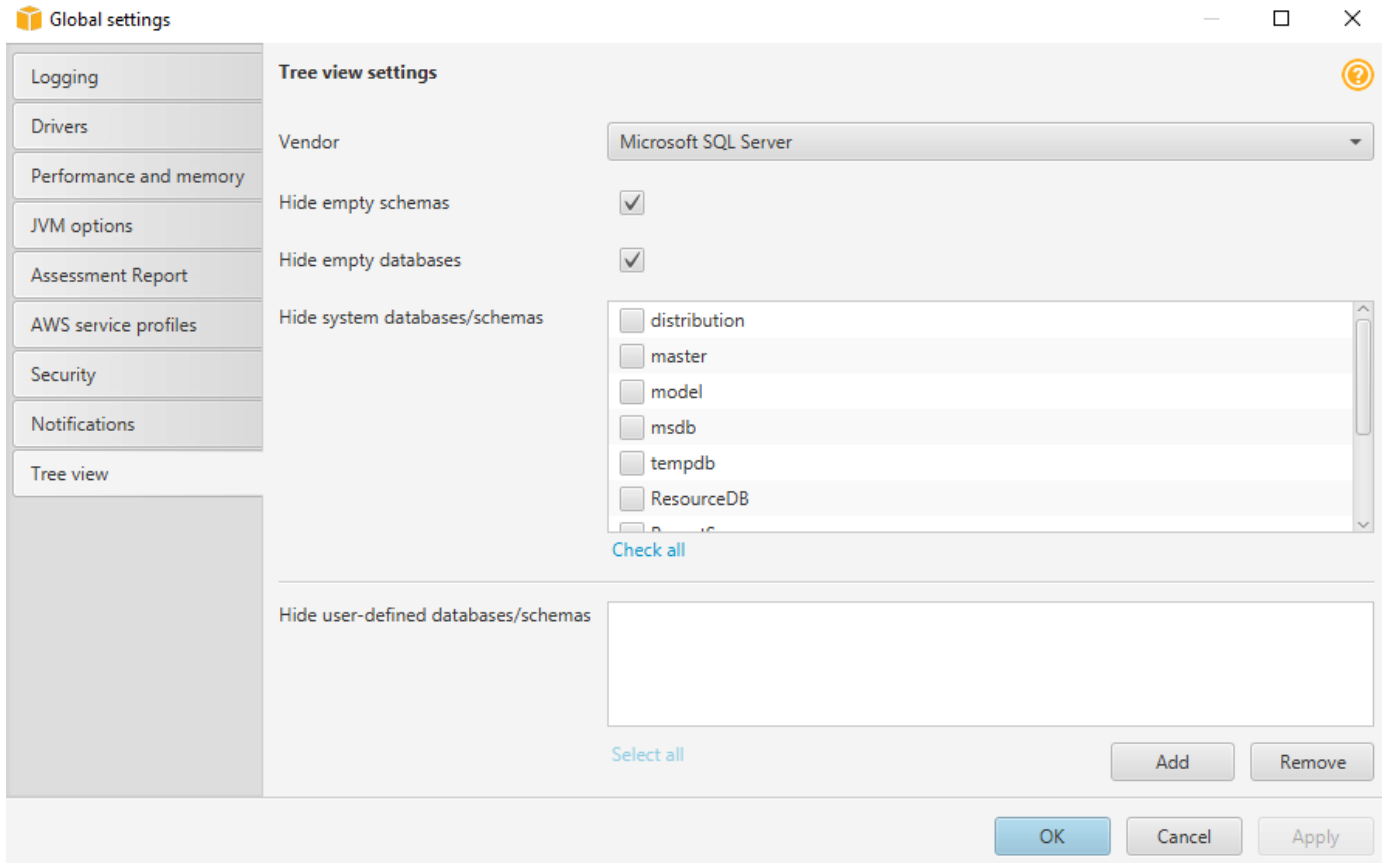 Global settings
Logging
Drivers
Performance and memory
JVM options
Assessment Report
AWS service profiles
Security
Notifications
Tree view
Tree view settings
Vendor
Microsoft SQL Server
Hide empty schemas
Hide empty databases
Hide system databases/schemas
distribution
master
model
msdb
tempdb
ResourceDB
Check all
Hide user-defined databases/schemas
Select all
Add
Remove
OK
Cancel
Apply